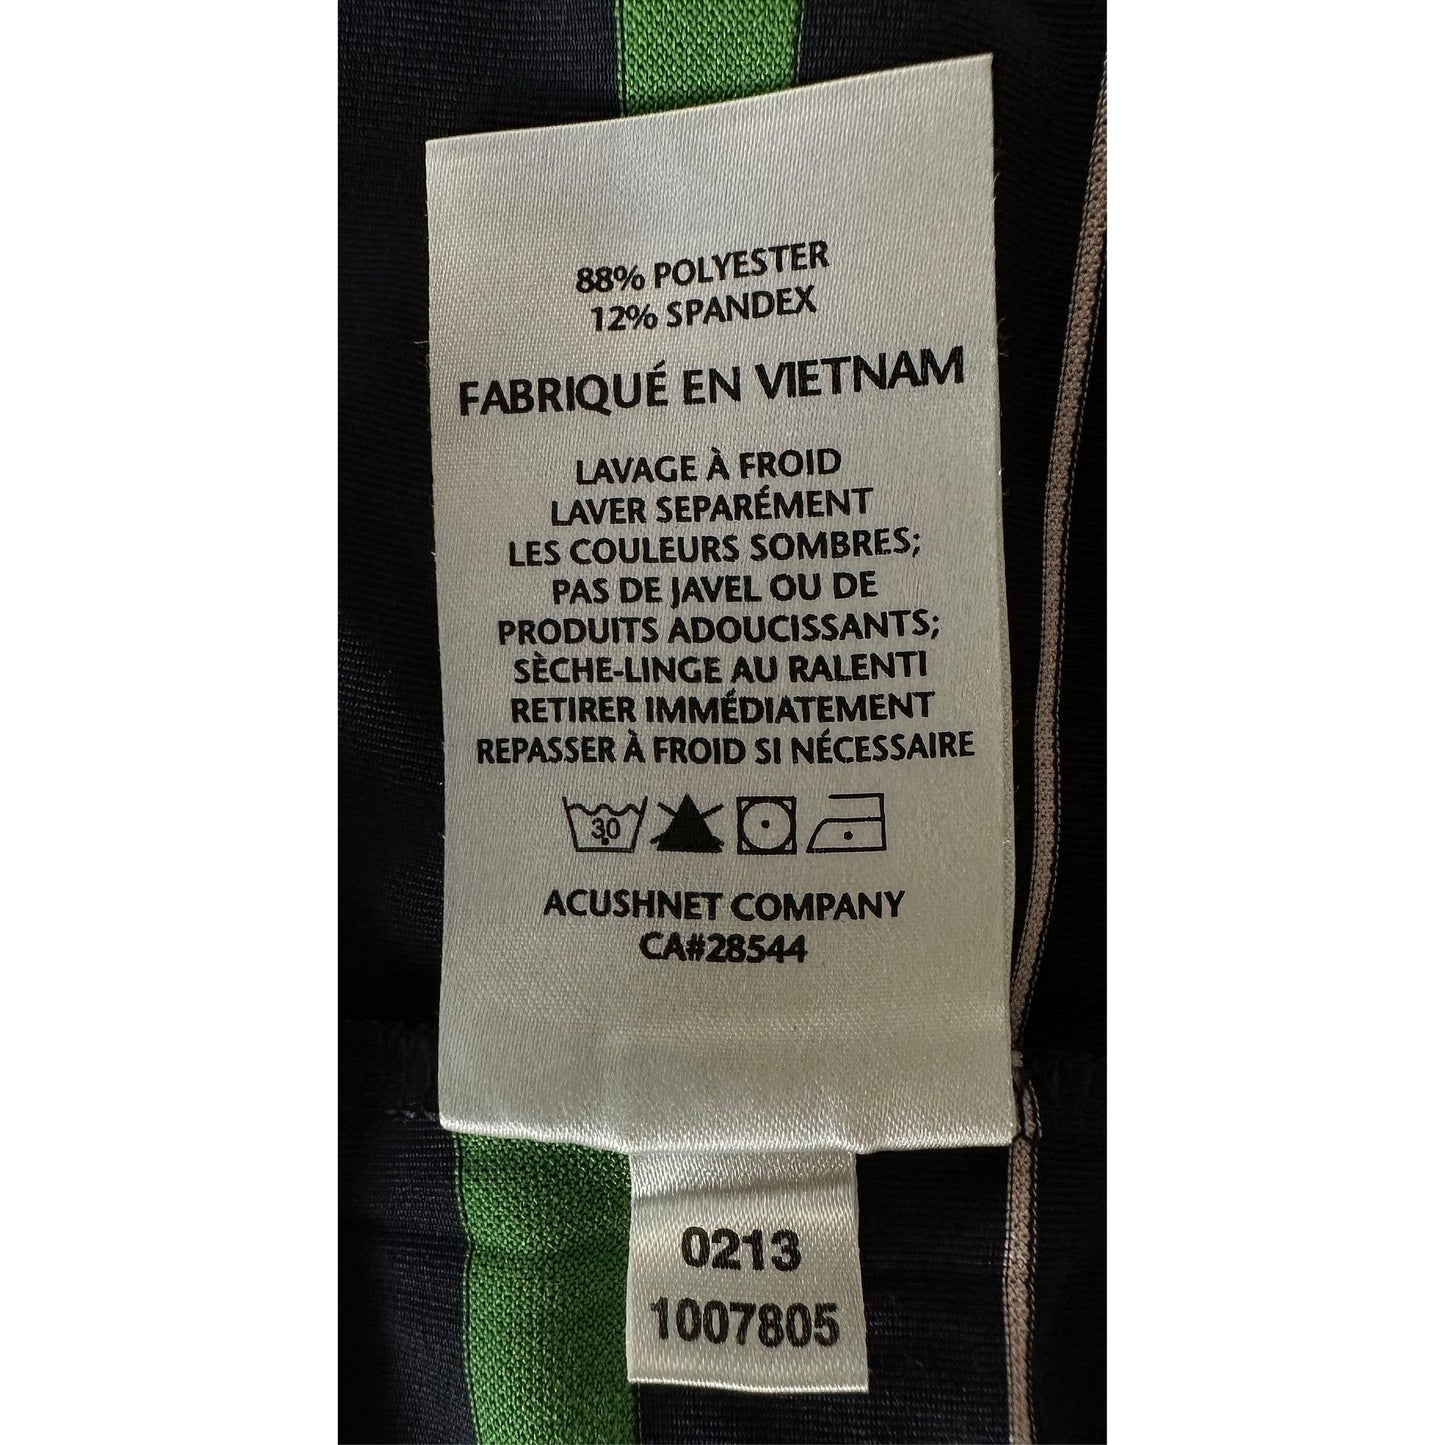 88% POLYESTER
12% SPANDEX
FABRIQUÉ EN VIETNAM
LAVAGE À FROID
LAVER SEPARÉMENT
LES COULEURS SOMBRES;
PAS DE JAVEL OU DE
PRODUITS ADOUCISSANTS;
SÈCHE-LINGE AU RALENTI
RETIRER IMMÉDIATEMENT
REPASSER À FROID SI NÉCESSAIRE
30
ACUSHNET COMPANY
CA#28544
0213
1007805